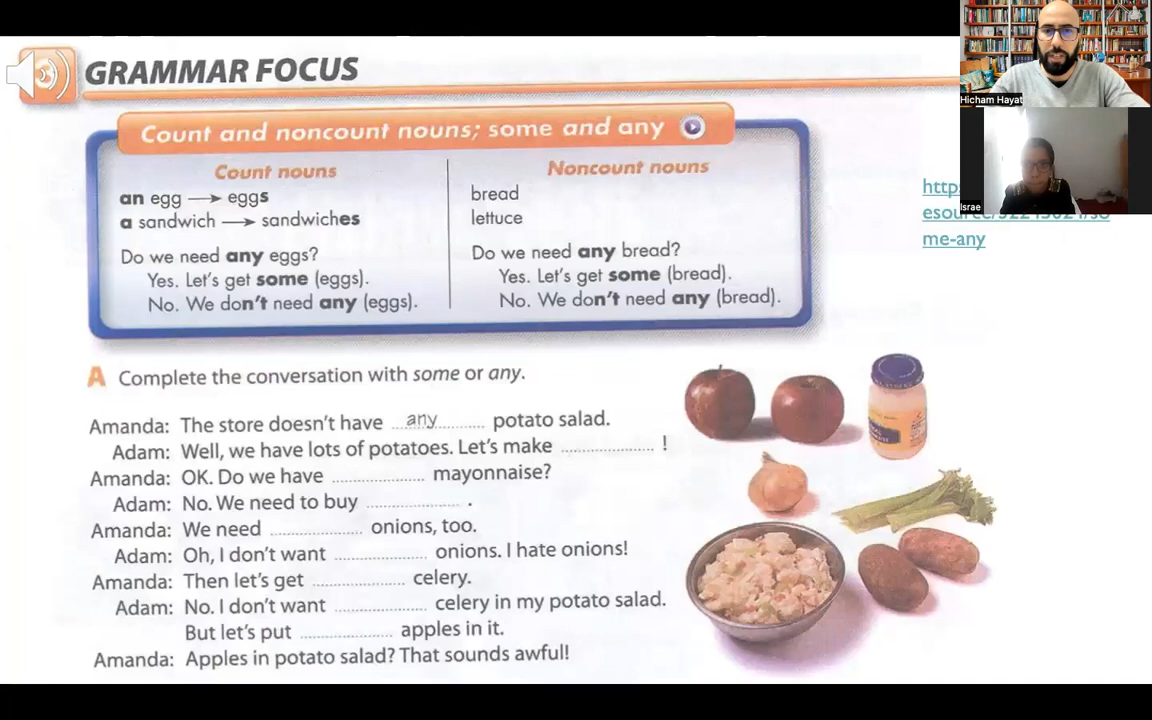 GRAMMAR FOCUS
Count and noncount nouns; some and any
Count nouns
an egg → eggs
a sandwich → sandwiches
Do we need any eggs?
Yes. Let's get some (eggs).
No. We don't need any (eggs).
Noncount nouns
bread
lettuce
Do we need any bread?
Yes. Let's get some (bread).
No. We don't need any (bread).
A Complete the conversation with some or any.
Amanda: The store doesn't have any potato salad.
Adam: Well, we have lots of potatoes. Let's make ............ !
Amanda: OK. Do we have ............ mayonnaise?
Adam: No. We need to buy ............ .
Amanda: We need ............ onions, too.
Adam: Oh, I don't want ............ onions. I hate onions!
Amanda: Then let's get ............ celery.
Adam: No. I don't want ............ celery in my potato salad.
But let's put ............ apples in it.
Amanda: Apples in potato salad? That sounds awful!
http
me-any
Hicham Hayat
Israe